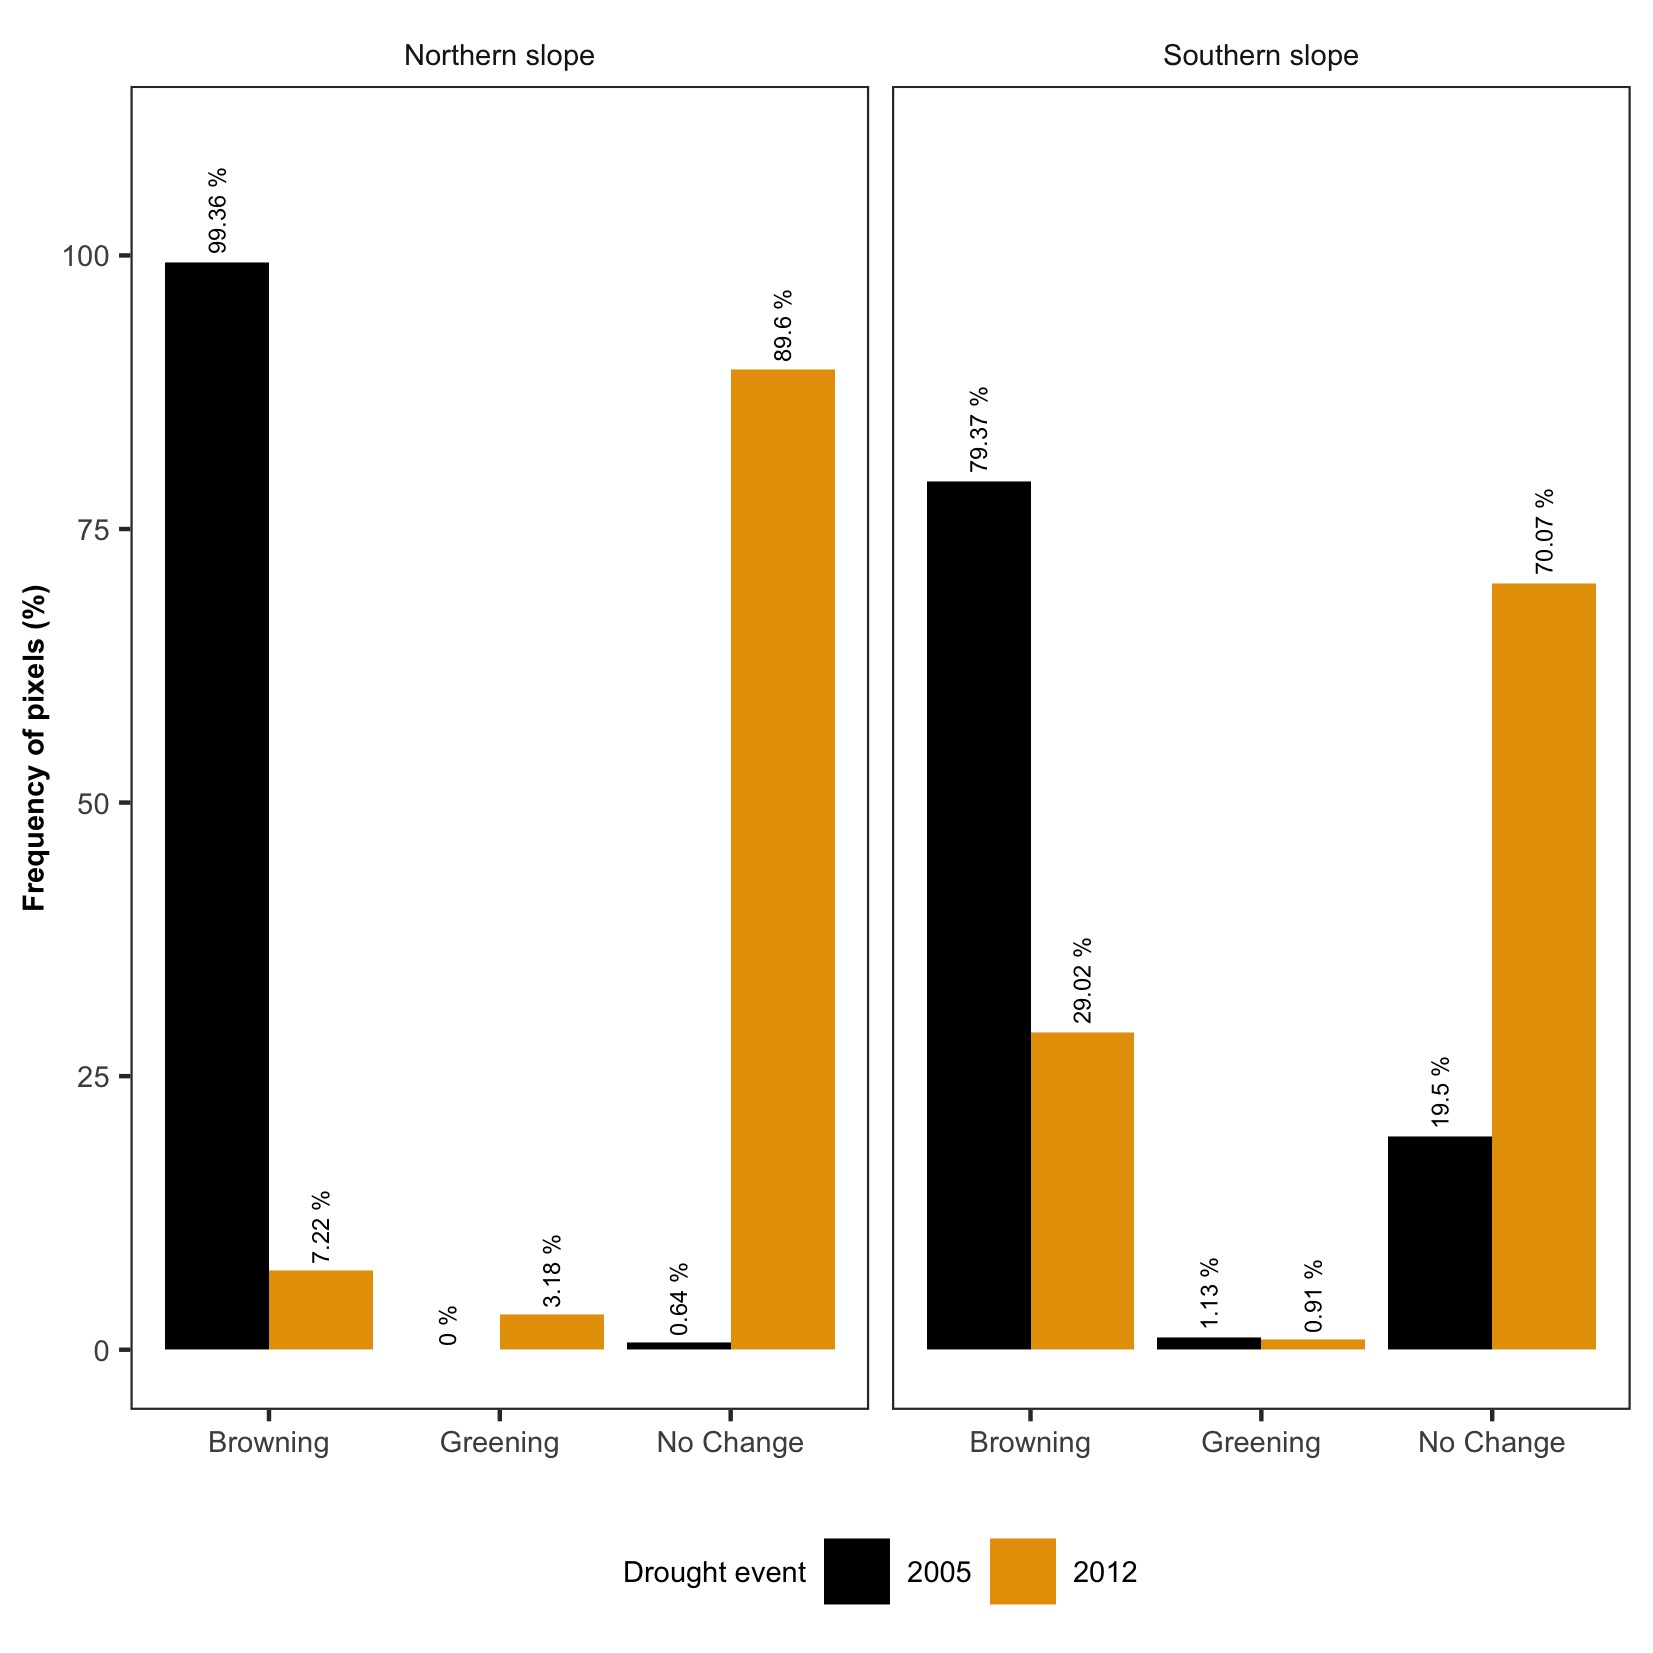 Northern slope
Southern slope
Frequency of pixels (%)
100
75
50
25
0
99.36 %
7.22 %
0 %
3.18 %
0.64 %
89.6 %
79.37 %
29.02 %
1.13 %
0.91 %
19.5 %
70.07 %
Browning
Greening
No Change
Browning
Greening
No Change
Drought event
2005
2012